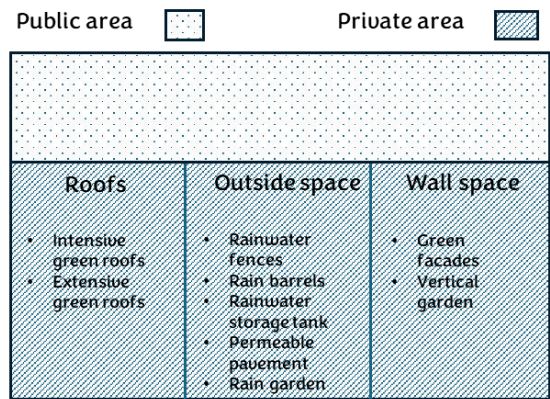 Public area
Private area
Roofs
Outside space
Wall space
• Intensive
green roofs
• Extensive
green roofs
• Rainwater
fences
• Rain barrels
• Rainwater
storage tank
• Permeable
pavement
• Rain garden
• Green
facades
• Vertical
garden